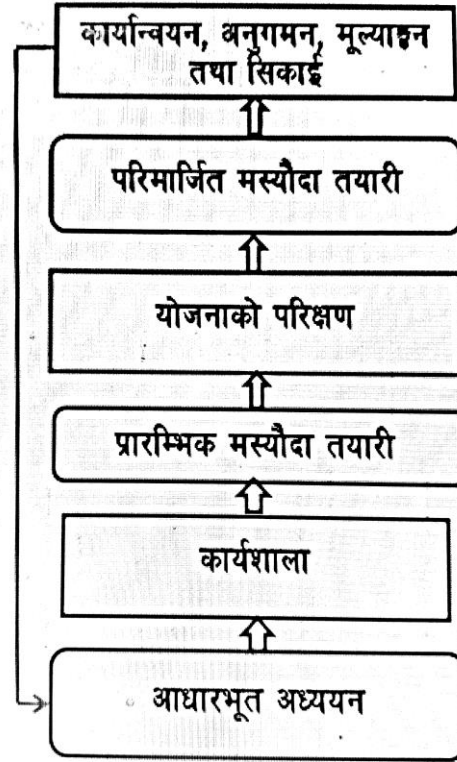 कार्यान्वयन, अनुगमन, मूल्याङ्कन
तथा सिकाई
परिमार्जित मस्यौदा तयारी
योजनाको परिक्षण
प्रारम्भिक मस्यौदा तयारी
कार्यशाला
आधारभूत अध्ययन